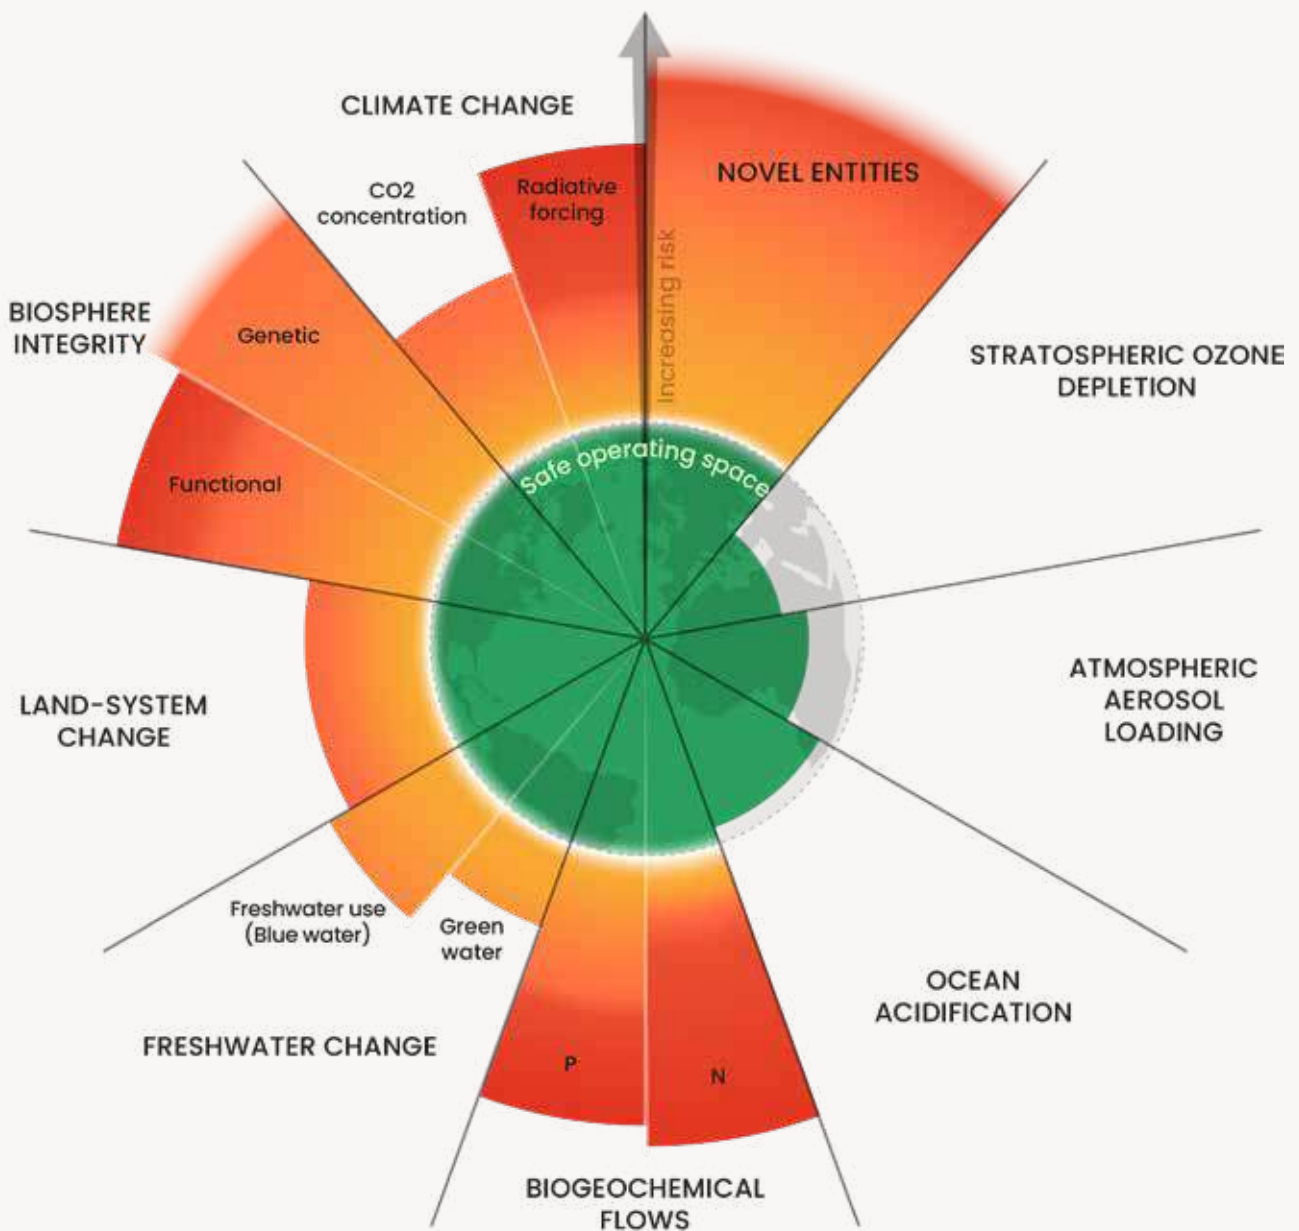 CLIMATE CHANGE
CO2
concentration
Radiative
forcing
Increasing risk
NOVEL ENTITIES
STRATOSPHERIC OZONE
DEPLETION
ATMOSPHERIC
AEROSOL
LOADING
OCEAN
ACIDIFICATION
BIOGEOCHEMICAL
FLOWS
P
N
FRESHWATER CHANGE
Freshwater use
(Blue water)
Green
water
LAND-SYSTEM
CHANGE
BIOSPHERE
INTEGRITY
Genetic
Functional
Safe operating space